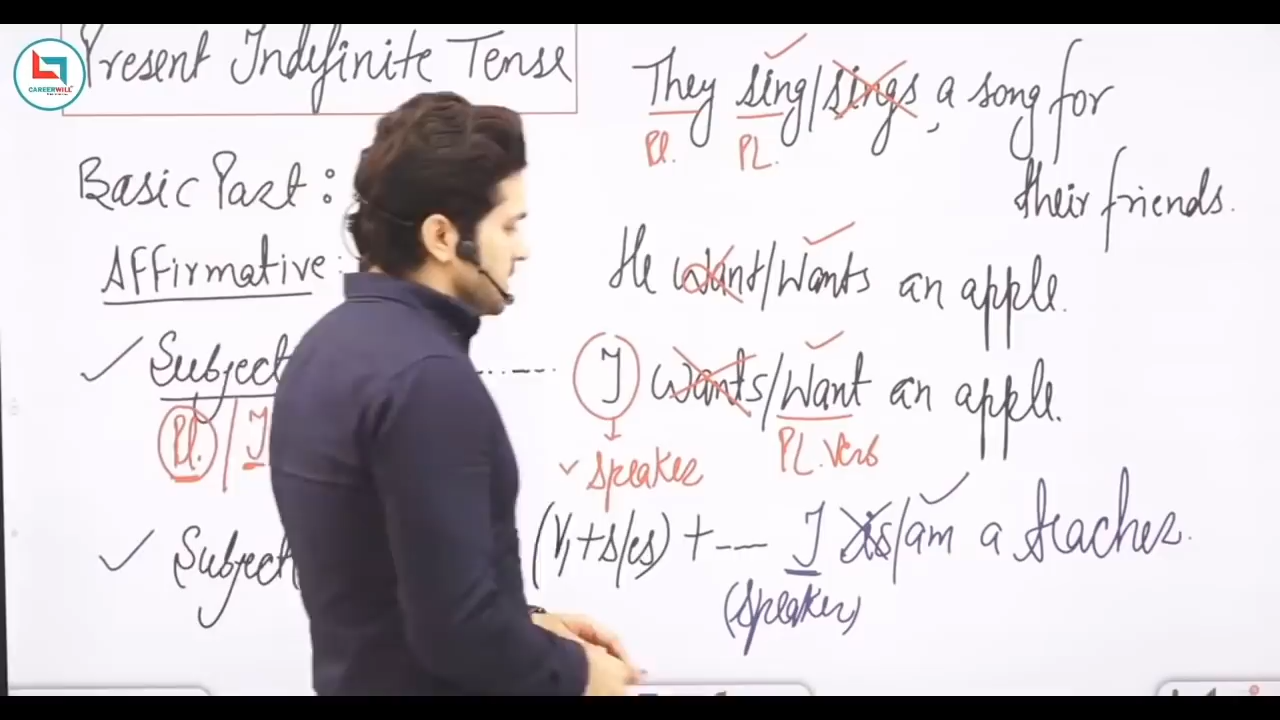 CAREERWILL
Present Indefinite Tense
Basic Part :
Affirmative :
Subject
Pl. / I
Subject
(V1+s/es) + ----
They sing/sings a song for
Pl. PL.
their friends.
He want/wants an apple.
I wants/want an apple.
speaker PL. verb
I is/am a teacher.
(speaker)